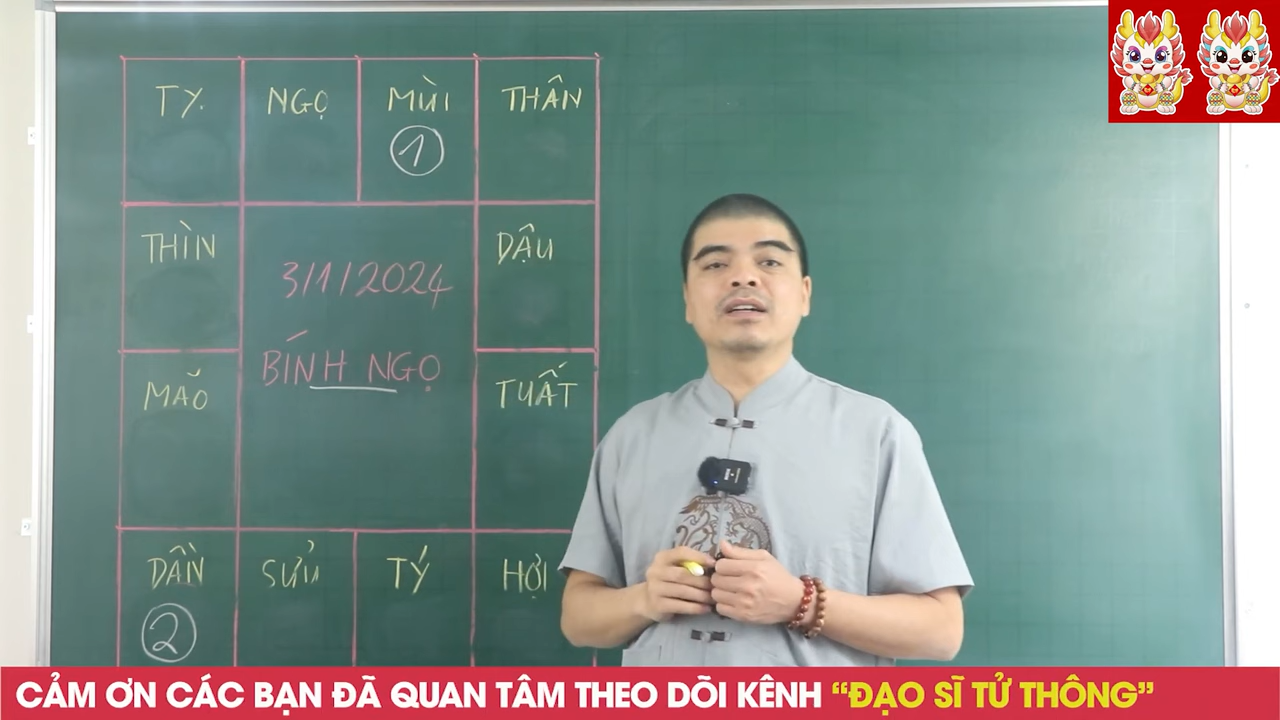 TỴ.
NGỌ
MÙI
THÂN
1
THÌN
DẬU
3/1/2024
BÍNH NGỌ
MÃO
TUẤT
DẦN
SỬU
TÝ
HỢI
2
CẢM ƠN CÁC BẠN ĐÃ QUAN TÂM THEO DÕI KÊNH “ĐẠO SĨ TỬ THÔNG”